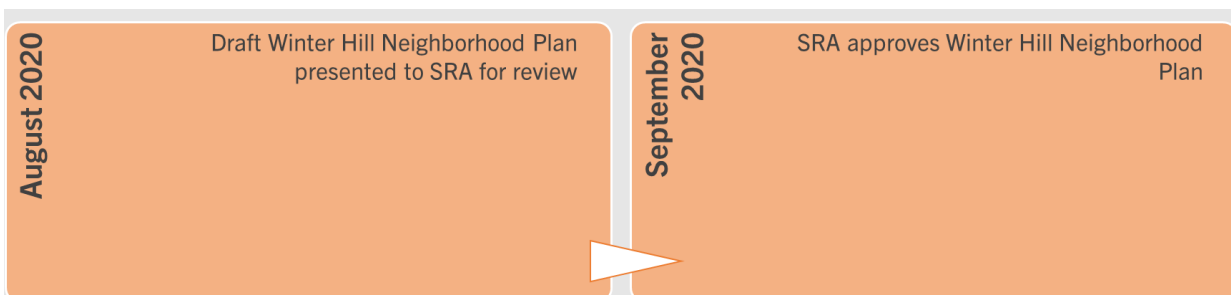 August 2020
Draft Winter Hill Neighborhood Plan
presented to SRA for review
September
2020
SRA approves Winter Hill Neighborhood
Plan